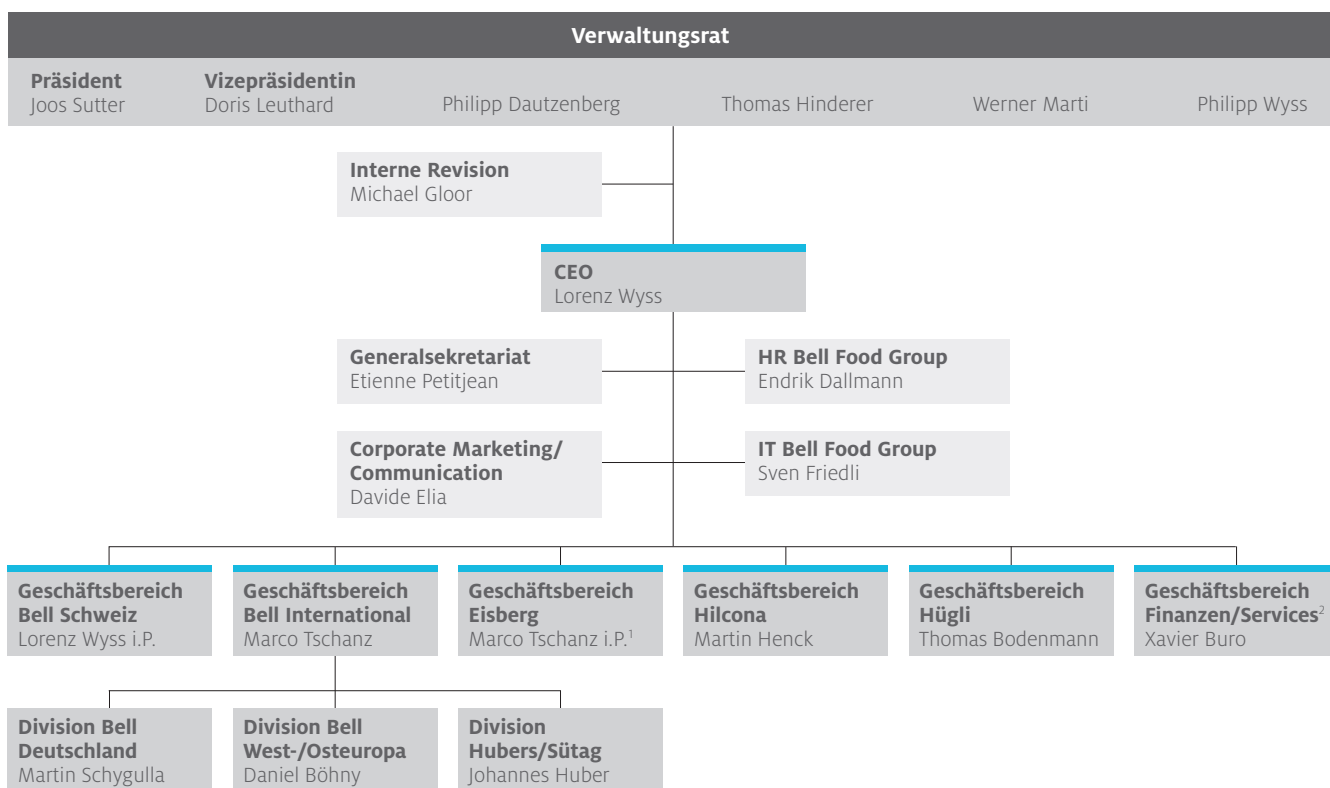 Verwaltungsrat
Präsident
Joos Sutter
Vizepräsidentin
Doris Leuthard
Philipp Dautzenberg
Thomas Hinderer
Werner Marti
Philipp Wyss
Interne Revision
Michael Gloor
CEO
Lorenz Wyss
Generalsekretariat
Etienne Petitjean
HR Bell Food Group
Endrik Dallmann
Corporate Marketing/
Communication
Davide Elia
IT Bell Food Group
Sven Friedli
Geschäftsbereich
Bell Schweiz
Lorenz Wyss i.P.
Geschäftsbereich
Bell International
Marco Tschanz
Geschäftsbereich
Eisberg
Marco Tschanz i.P.¹
Geschäftsbereich
Hilcona
Martin Henck
Geschäftsbereich
Hügli
Thomas Bodenmann
Geschäftsbereich
Finanzen/Services²
Xavier Buro
Division Bell
Deutschland
Martin Schygulla
Division Bell
West-/Osteuropa
Daniel Böhny
Division
Hubers/Sütag
Johannes Huber